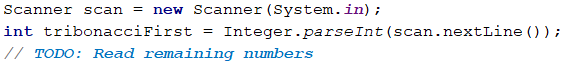 Scanner scan = new Scanner(System.in);
int tribonacciFirst = Integer.parseInt(scan.nextLine());
// TODO: Read remaining numbers